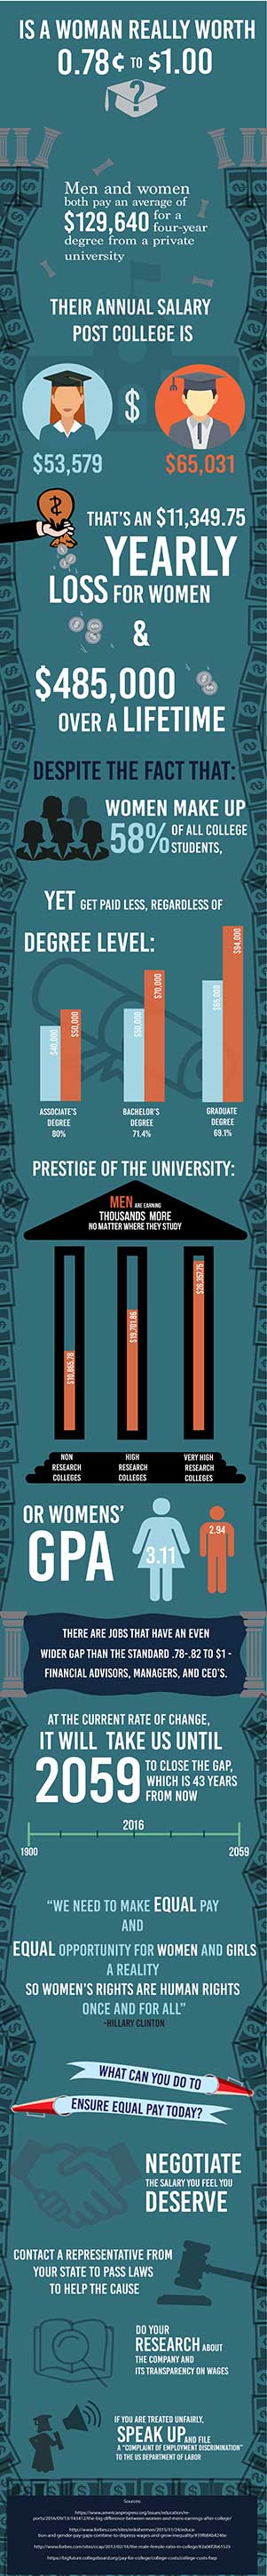 IS A WOMAN REALLY WORTH
0.78¢ TO $1.00
?
Men and women
both pay an average of
$129,640 for a
four-year
degree from a private
university
THEIR ANNUAL SALARY
POST COLLEGE IS
$
$53,579
$65,031
THAT'S AN $11,349.75
YEARLY
LOSS FOR WOMEN
&
$485,000
OVER A LIFETIME
DESPITE THE FACT THAT:
WOMEN MAKE UP
58% OF ALL COLLEGE
STUDENTS,
YET GET PAID LESS, REGARDLESS OF
DEGREE LEVEL:
$40,000
$50,000
$50,000
$70,000
$65,000
$94,000
ASSOCIATE'S
DEGREE
80%
BACHELOR'S
DEGREE
71.4%
GRADUATE
DEGREE
69.1%
PRESTIGE OF THE UNIVERSITY:
MEN ARE EARNING
THOUSANDS MORE
NO MATTER WHERE THEY STUDY
NON
RESEARCH
COLLEGES
HIGH
RESEARCH
COLLEGES
VERY HIGH
RESEARCH
COLLEGES
OR WOMENS'
GPA
3.11
2.94
THERE ARE JOBS THAT HAVE AN EVEN
WIDER GAP THAN THE STANDARD .78-.82 TO $1 -
FINANCIAL ADVISORS, MANAGERS, AND CEO'S.
AT THE CURRENT RATE OF CHANGE,
IT WILL TAKE US UNTIL
2059 TO CLOSE THE GAP,
WHICH IS 43 YEARS
FROM NOW
2016
1900
2059
"WE NEED TO MAKE EQUAL PAY
AND
EQUAL OPPORTUNITY FOR WOMEN AND GIRLS
A REALITY
SO WOMEN'S RIGHTS ARE HUMAN RIGHTS
ONCE AND FOR ALL"
-HILLARY CLINTON
WHAT CAN YOU DO TO
ENSURE EQUAL PAY TODAY?
NEGOTIATE
THE SALARY YOU FEEL YOU
DESERVE
CONTACT A REPRESENTATIVE FROM
YOUR STATE TO PASS LAWS
TO HELP THE CAUSE
DO YOUR
RESEARCH ABOUT
THE COMPANY AND
ITS TRANSPARENCY ON WAGES
IF YOU ARE TREATED UNFAIRLY,
SPEAK UP AND FILE
A "COMPLAINT OF EMPLOYMENT DISCRIMINATION"
TO THE US DEPARTMENT OF LABOR
Sources